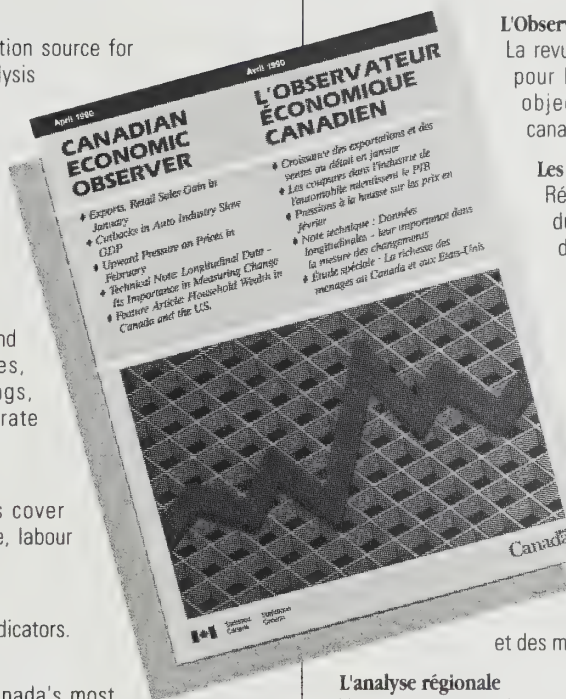 tion source for
lysis
nd
es,
ngs,
rate
s cover
e, labour
dicators.
nada's most
April 1990
CANADIAN
ECONOMIC
OBSERVER
♦ Exports, Retail Sales Gain in
January
♦ Cutbacks in Auto Industry Slow
GDP
♦ Upward Pressure on Prices in
February
♦ Technical Note: Longitudinal Data -
Its Importance in Measuring Change
♦ Feature Article: Household Wealth in
Canada and the U.S.
Avril 1990
L'OBSERVATEUR
ÉCONOMIQUE
CANADIEN
♦ Croissance des exportations et des
ventes au détail en janvier
♦ Les coupures dans l'industrie de
l'automobile ralentissent le PIB
♦ Pressions à la hausse sur les prix en
février
♦ Note technique : Données
longitudinales - leur importance dans
la mesure des changements
♦ Étude spéciale - La richesse des
ménages au Canada et aux États-Unis
Statistics Statistique
Canada Canada
Canada
L'Obser
La revu
pour l
objec
cana
Les
Ré
du
d
et des m
L'analyse régionale